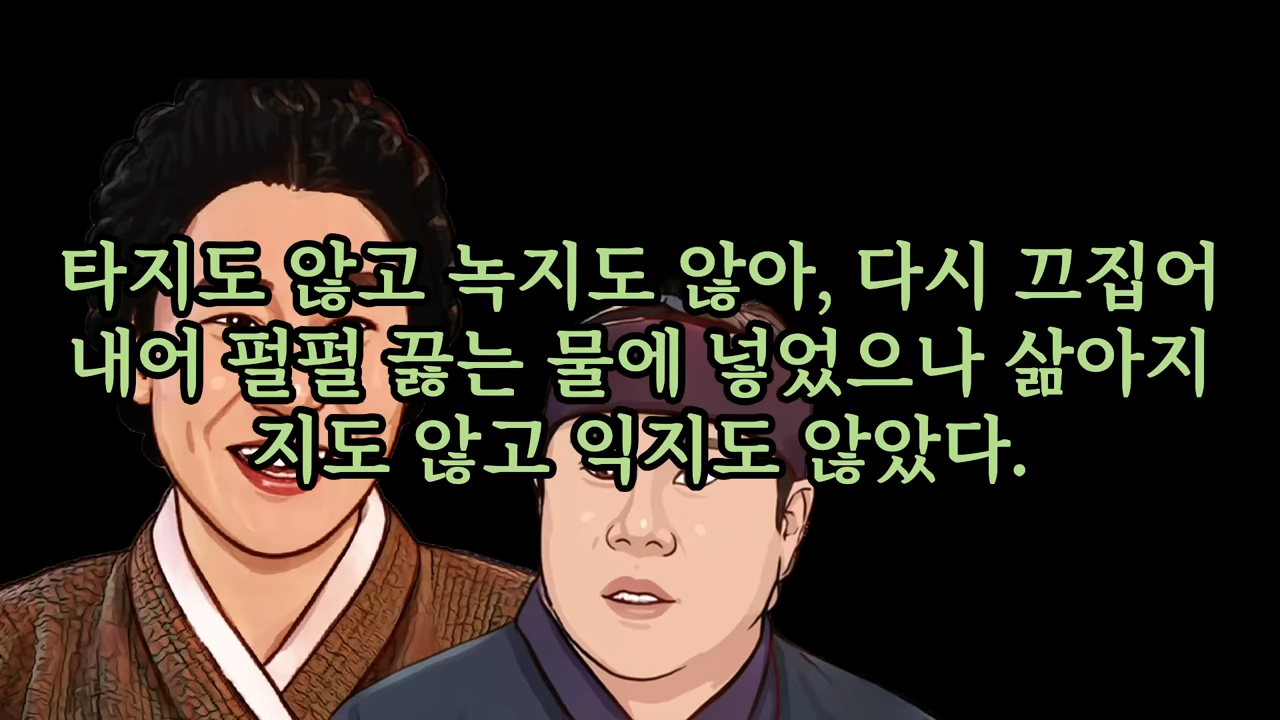 타지도 않고 녹지도 않아, 다시 끄집어
내어 펄펄 끓는 물에 넣었으나 삶아지
지도 않고 익지도 않았다.